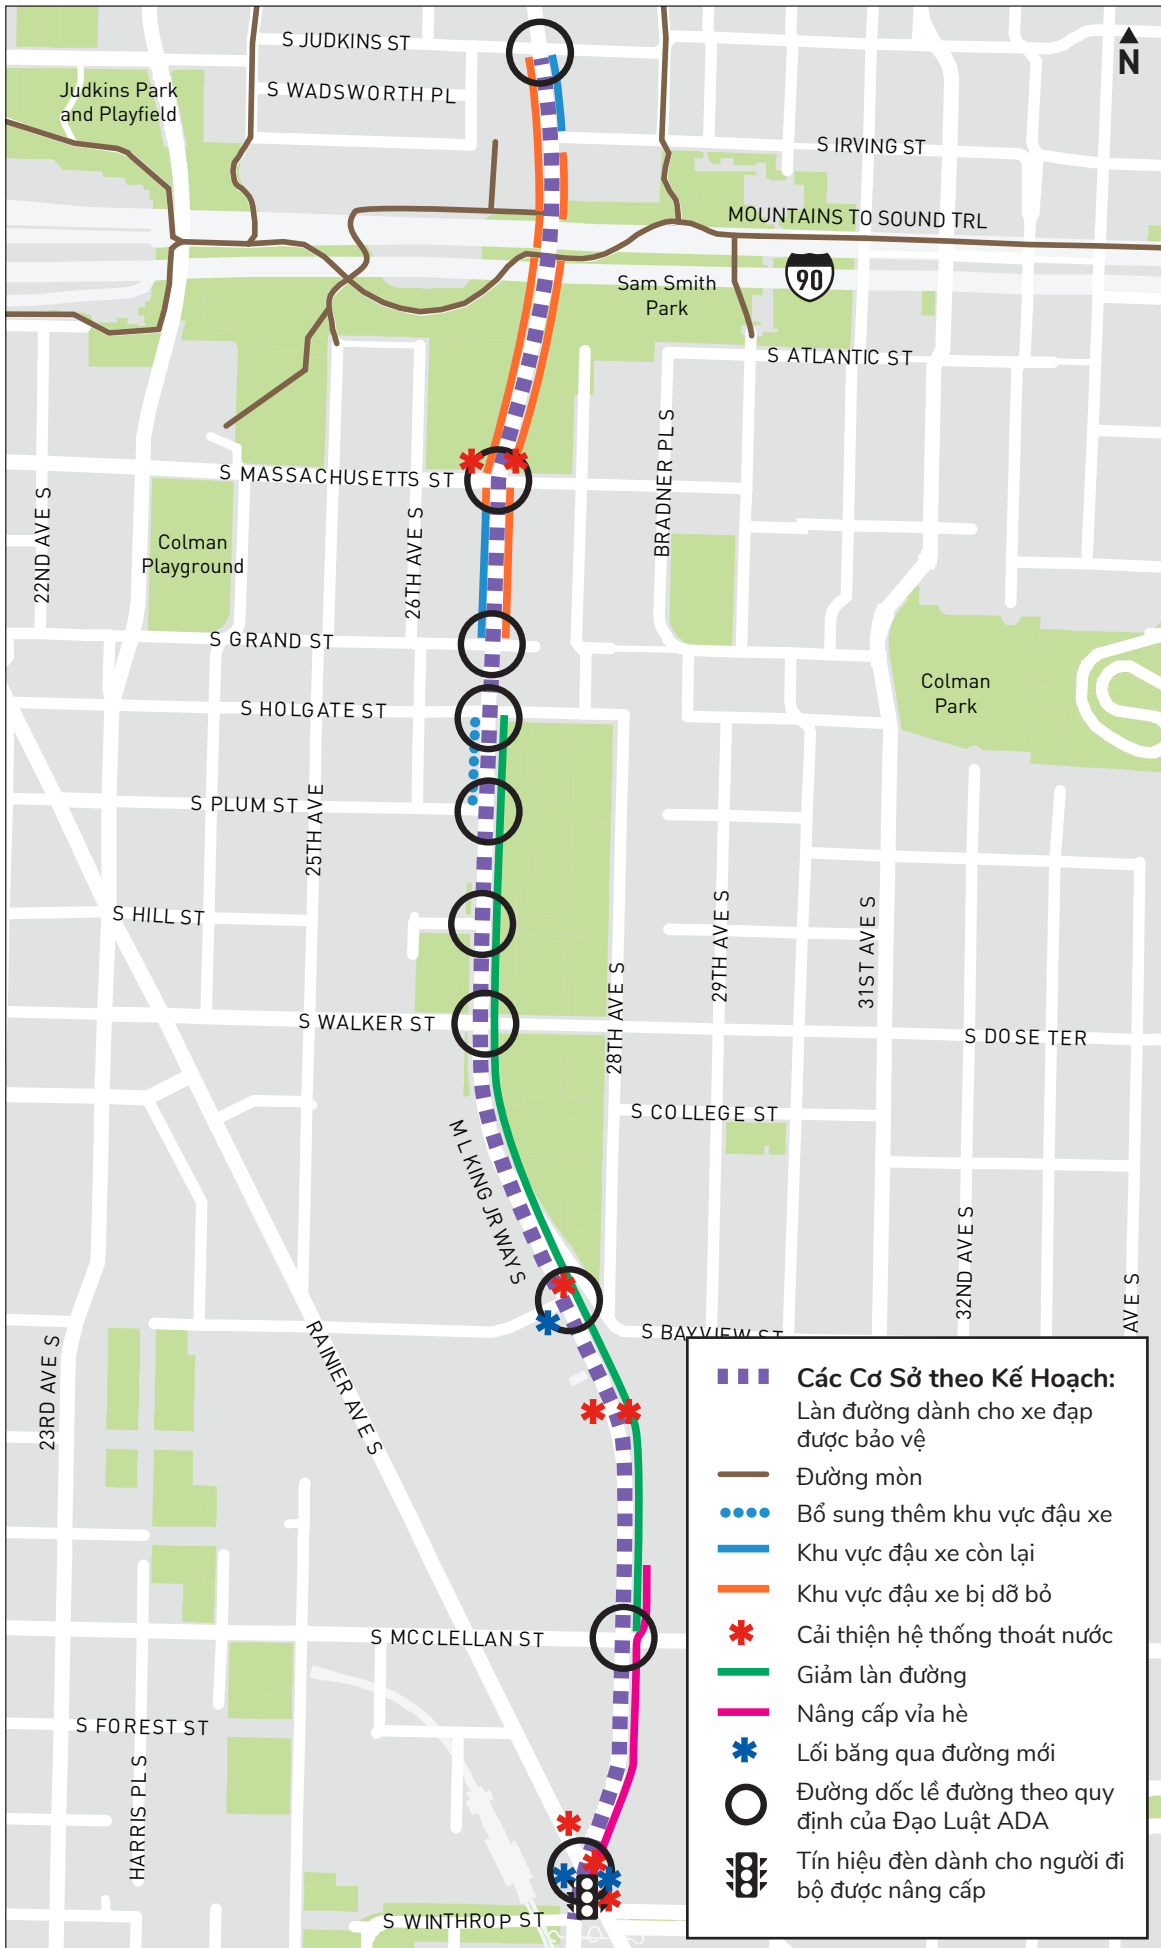 S JUDKINS ST
N
S WADSWORTH PL
Judkins Park
and Playfield
S IRVING ST
MOUNTAINS TO SOUND TRL
90
Sam Smith
Park
S ATLANTIC ST
S MASSACHUSETTS ST
BRADNER PL S
22ND AVE S
26TH AVE S
Colman
Playground
S GRAND ST
Colman
Park
S HOLGATE ST
S PLUM ST
25TH AVE
S HILL ST
29TH AVE S
31ST AVE S
28TH AVE S
S WALKER ST
S DOSE TER
S COLLEGE ST
M L KING JR WAY S
32ND AVE S
AVE S
RAINIER AVE S
23RD AVE S
S BAYVIEW ST
Các Cơ Sở theo Kế Hoạch:
Làn đường dành cho xe đạp
được bảo vệ
Đường mòn
Bổ sung thêm khu vực đậu xe
Khu vực đậu xe còn lại
Khu vực đậu xe bị dỡ bỏ
Cải thiện hệ thống thoát nước
Giảm làn đường
Nâng cấp vỉa hè
Lối băng qua đường mới
Đường dốc lề đường theo quy
định của Đạo Luật ADA
Tín hiệu đèn dành cho người đi
bộ được nâng cấp
S MCCLELLAN ST
S FOREST ST
HARRIS PL S
S WINTHROP ST